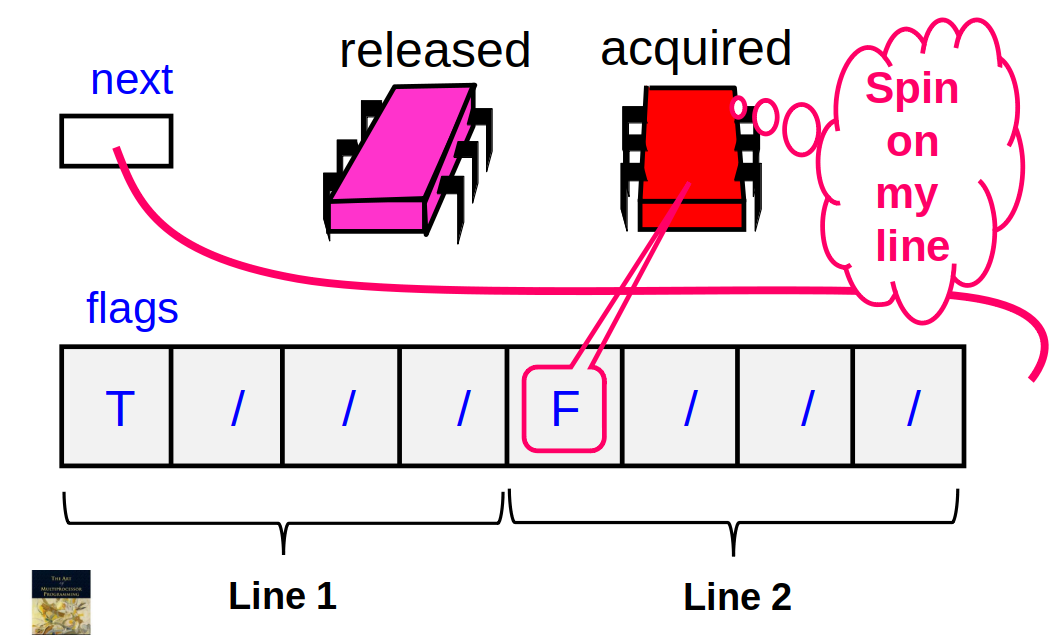 released
acquired
next
Spin
on
my
line
flags
T / / / F / / /
Line 1
Line 2
THE ART
of
MULTIPROCESSOR
PROGRAMMING